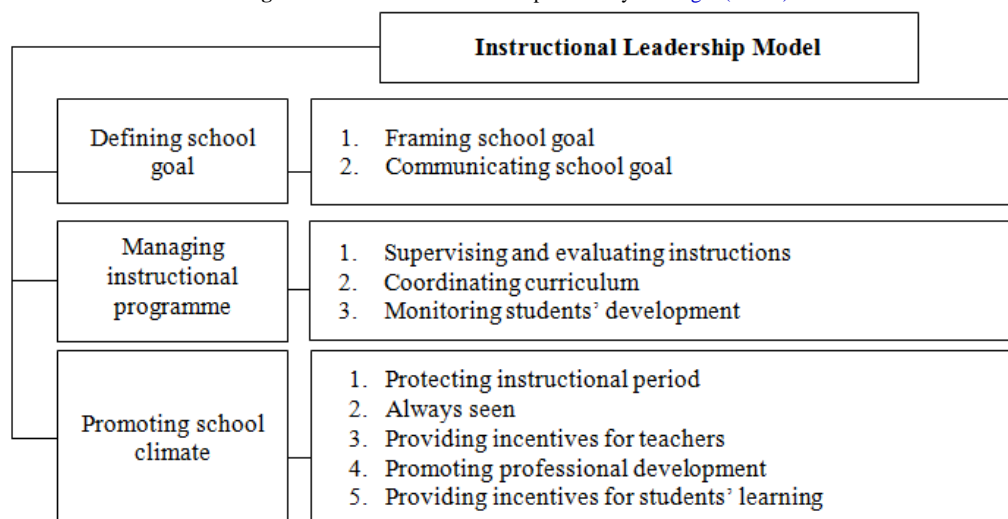 Instructional Leadership Model
Defining school
goal
1. Framing school goal
2. Communicating school goal
Managing
instructional
programme
1. Supervising and evaluating instructions
2. Coordinating curriculum
3. Monitoring students’ development
Promoting school
climate
1. Protecting instructional period
2. Always seen
3. Providing incentives for teachers
4. Promoting professional development
5. Providing incentives for students’ learning